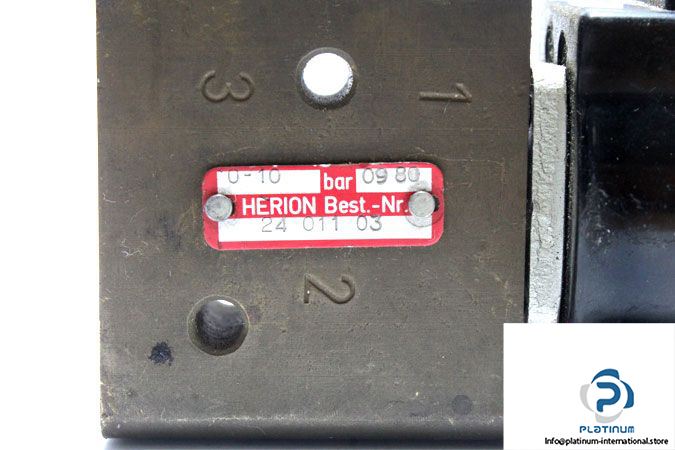 3
1
0-10 bar 09 80
HERION Best.-Nr.
24 011 03
2
PLATINUM
Info@platinum-international.store